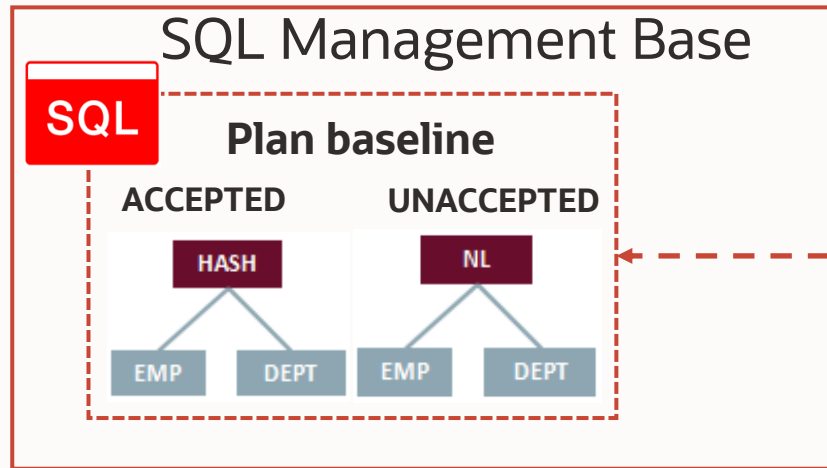 SQL Management Base
SQL
Plan baseline
ACCEPTED
UNACCEPTED
HASH
NL
EMP
DEPT
EMP
DEPT